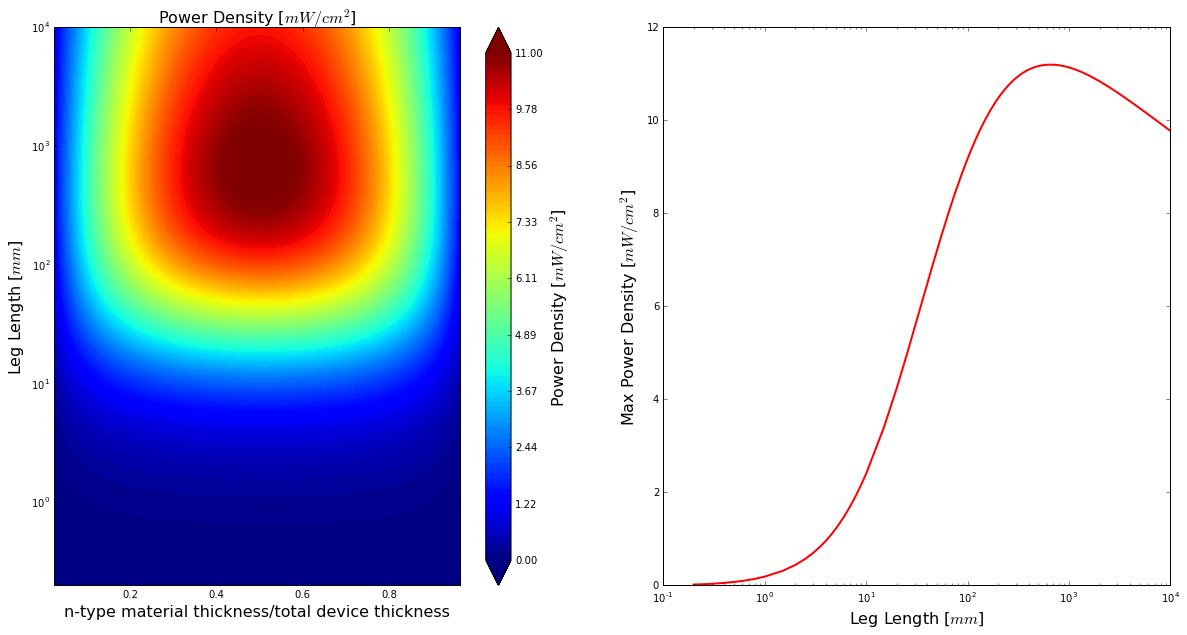 Power Density [mW/cm²]
10⁴
10³
10²
10¹
10⁰
Leg Length [mm]
0.2 0.4 0.6 0.8
n-type material thickness/total device thickness
11.00
9.78
8.56
7.33
6.11
4.89
3.67
2.44
1.22
0.00
Power Density [mW/cm²]
12
10
8
6
4
2
0
Max Power Density [mW/cm²]
10⁻¹ 10⁰ 10¹ 10² 10³ 10⁴
Leg Length [mm]